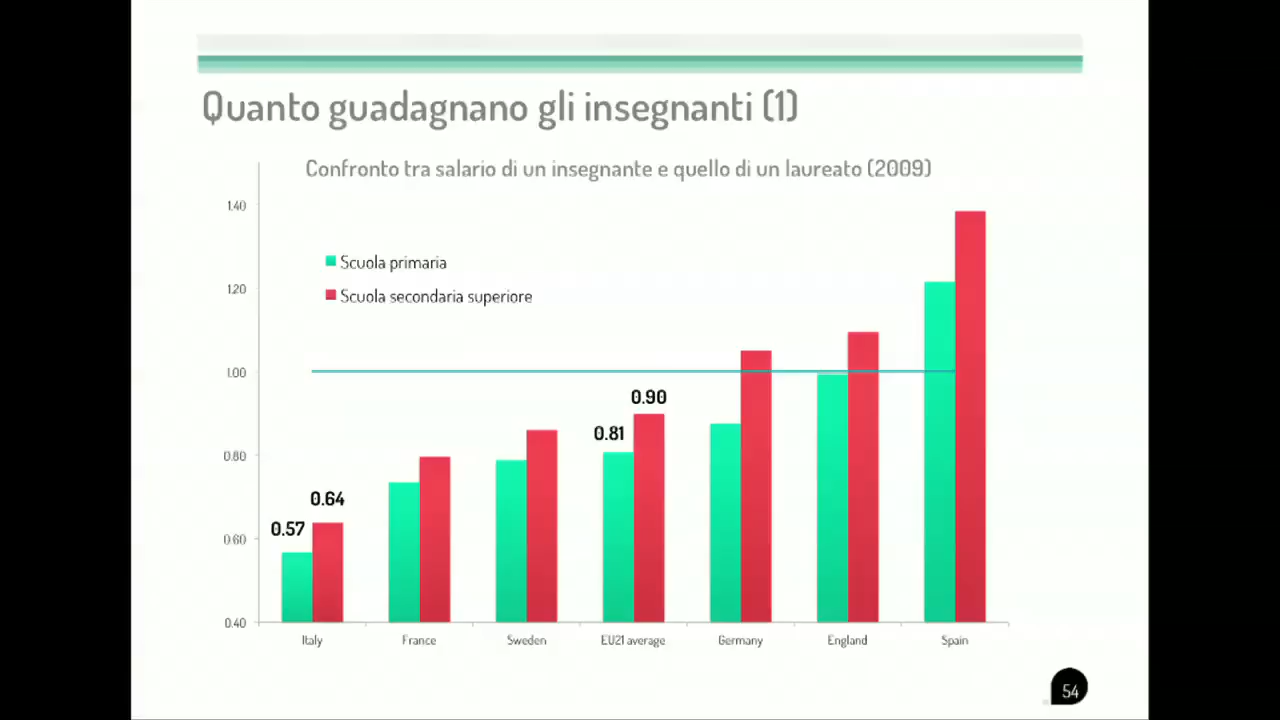 Quanto guadagnano gli insegnanti (1)
Confronto tra salario di un insegnante e quello di un laureato (2009)
1.40
Scuola primaria
1.20
Scuola secondaria superiore
1.00
0.90
0.81
0.80
0.64
0.57
0.60
0.40
Italy France Sweden EU21 average Germany England Spain
54